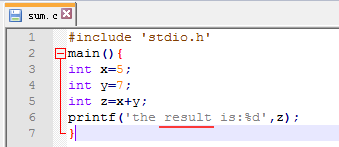 sum.c
1 #include 'stdio.h'
2 main(){
3 int x=5;
4 int y=7;
5 int z=x+y;
6 printf('the result is:%d',z);
7 }